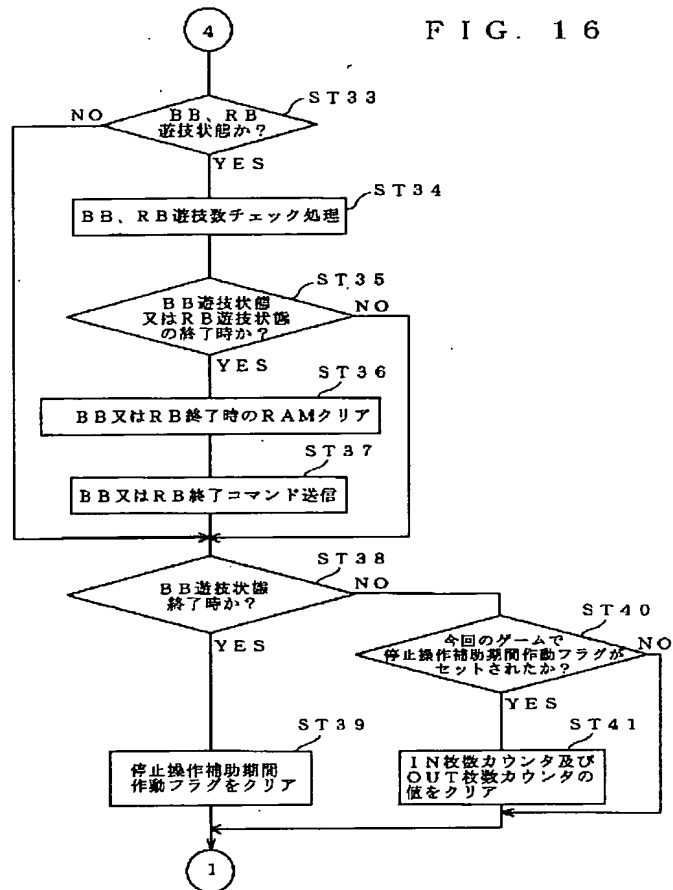 FIG. 16
4
ST33
NO
BB、RB
遊技状態か?
YES
ST34
BB、RB遊技数チェック処理
ST35
BB遊技状態
又はRB遊技状態
の終了時か?
NO
YES
ST36
BB又はRB終了時のRAMクリア
ST37
BB又はRB終了コマンド送信
ST38
BB遊技状態
終了時か?
NO
YES
ST40
今回のゲームで
停止操作補助期間作動フラグが
セットされたか?
NO
YES
ST39
停止操作補助期間
作動フラグをクリア
ST41
IN枚数カウンタ及び
OUT枚数カウンタの
値をクリア
1